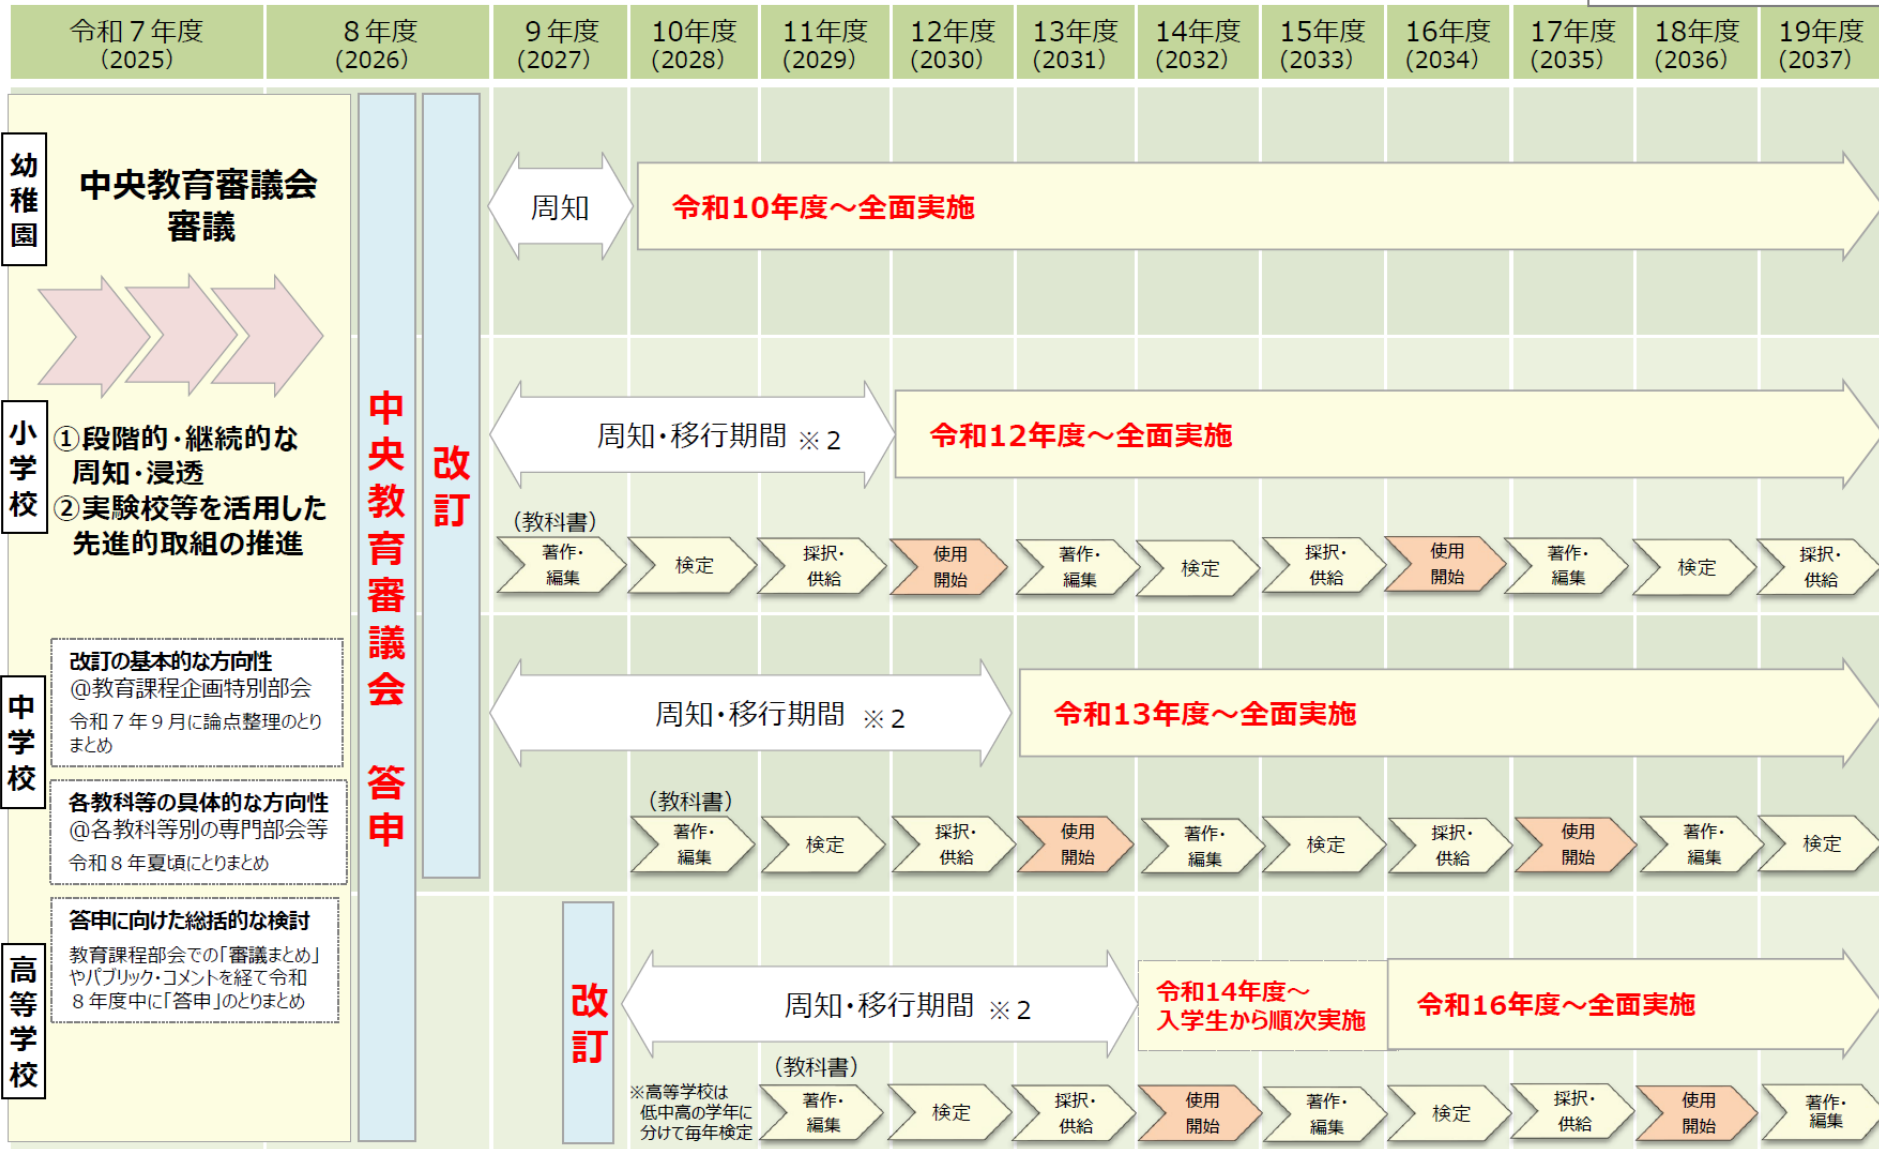 令和７年度
(2025)
８年度
(2026)
９年度
(2027)
10年度
(2028)
11年度
(2029)
12年度
(2030)
13年度
(2031)
14年度
(2032)
15年度
(2033)
16年度
(2034)
17年度
(2035)
18年度
(2036)
19年度
(2037)
幼稚園
中央教育審議会
審議
小学校
①段階的・継続的な
周知・浸透
②実験校等を活用した
先進的取組の推進
中学校
改訂の基本的な方向性
@教育課程企画特別部会
令和７年９月に論点整理のとり
まとめ
各教科等の具体的な方向性
@各教科等別の専門部会等
令和８年夏頃にとりまとめ
高等学校
答申に向けた総括的な検討
教育課程部会での「審議まとめ」
やパブリック・コメントを経て令和
８年度中に「答申」のとりまとめ
中央教育審議会 答申
改訂
周知
令和10年度～全面実施
周知・移行期間 ※２
令和12年度～全面実施
（教科書）
著作・
編集
検定
採択・
供給
使用
開始
著作・
編集
検定
採択・
供給
使用
開始
著作・
編集
検定
採択・
供給
周知・移行期間 ※２
令和13年度～全面実施
（教科書）
著作・
編集
検定
採択・
供給
使用
開始
著作・
編集
検定
採択・
供給
使用
開始
著作・
編集
検定
改訂
周知・移行期間 ※２
令和14年度～
入学生から順次実施
令和16年度～全面実施
※高等学校は
低中高の学年に
分けて毎年検定
（教科書）
著作・
編集
検定
採択・
供給
使用
開始
著作・
編集
検定
採択・
供給
使用
開始
著作・
編集